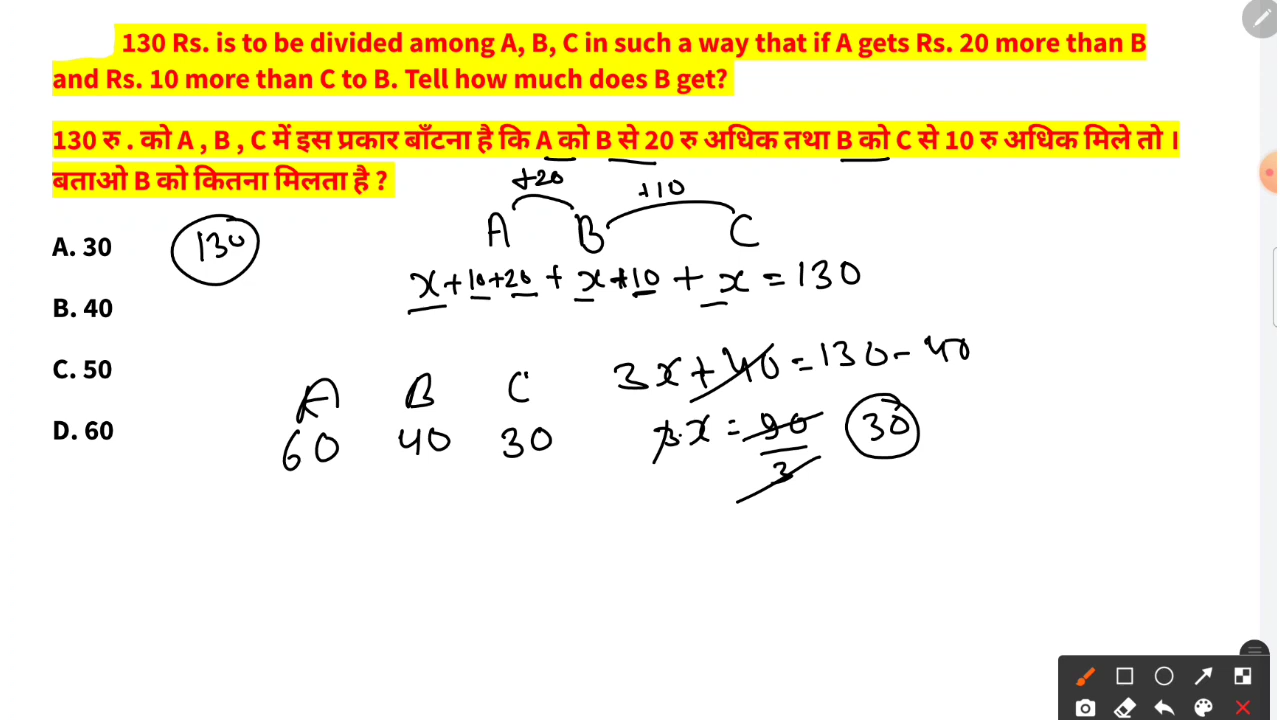 130 Rs. is to be divided among A, B, C in such a way that if A gets Rs. 20 more than B
and Rs. 10 more than C to B. Tell how much does B get?
130 रु . को A , B , C में इस प्रकार बाँटना है कि A को B से 20 रु अधिक तथा B को C से 10 रु अधिक मिले तो ।
बताओ B को कितना मिलता है ?
+20 +10
A. 30 130 A B C
x+10+20 + x+10 + x = 130
B. 40
3x+40=130-40
C. 50
A B C
3x = 90/3 30
D. 60
60 40 30